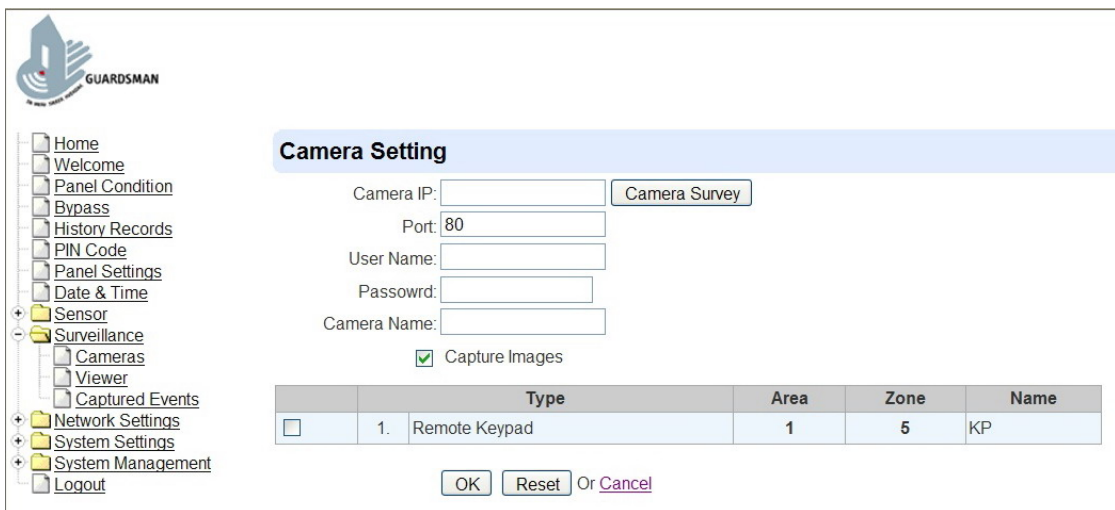 GUARDSMAN
Home
Welcome
Panel Condition
Bypass
History Records
PIN Code
Panel Settings
Date & Time
Sensor
Surveillance
Cameras
Viewer
Captured Events
Network Settings
System Settings
System Management
Logout
Camera Setting
Camera IP: Camera Survey
Port: 80
User Name:
Passowrd:
Camera Name:
Capture Images
Type Area Zone Name
1. Remote Keypad 1 5 KP
OK Reset Or Cancel